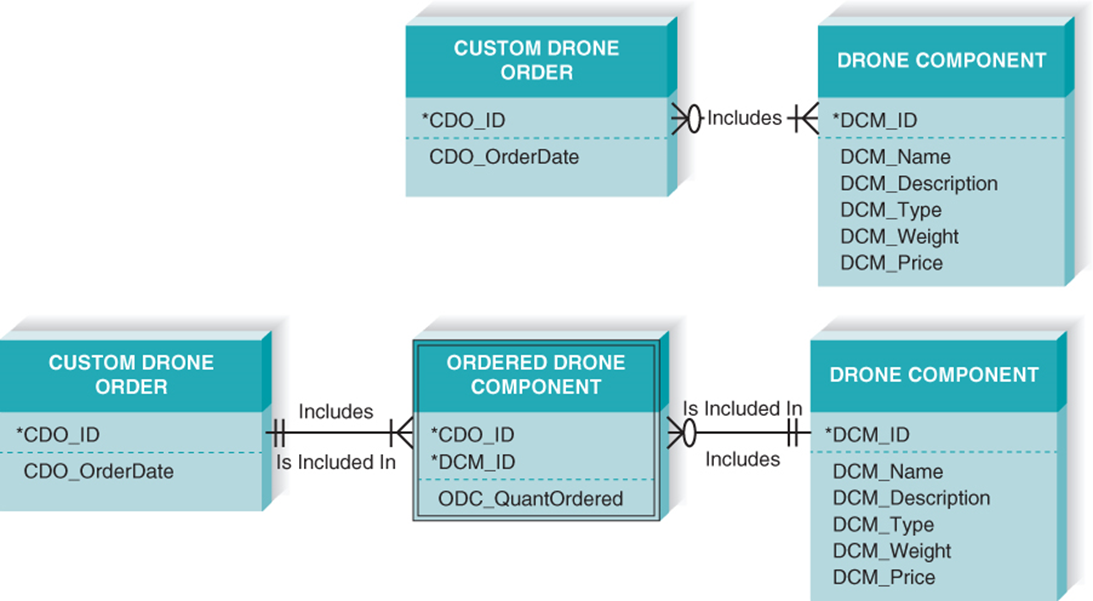 CUSTOM DRONE
ORDER
*CDO_ID
CDO_OrderDate
Includes
DRONE COMPONENT
*DCM_ID
DCM_Name
DCM_Description
DCM_Type
DCM_Weight
DCM_Price
CUSTOM DRONE
ORDER
*CDO_ID
CDO_OrderDate
Includes
Is Included In
ORDERED DRONE
COMPONENT
*CDO_ID
*DCM_ID
ODC_QuantOrdered
Is Included In
Includes
DRONE COMPONENT
*DCM_ID
DCM_Name
DCM_Description
DCM_Type
DCM_Weight
DCM_Price